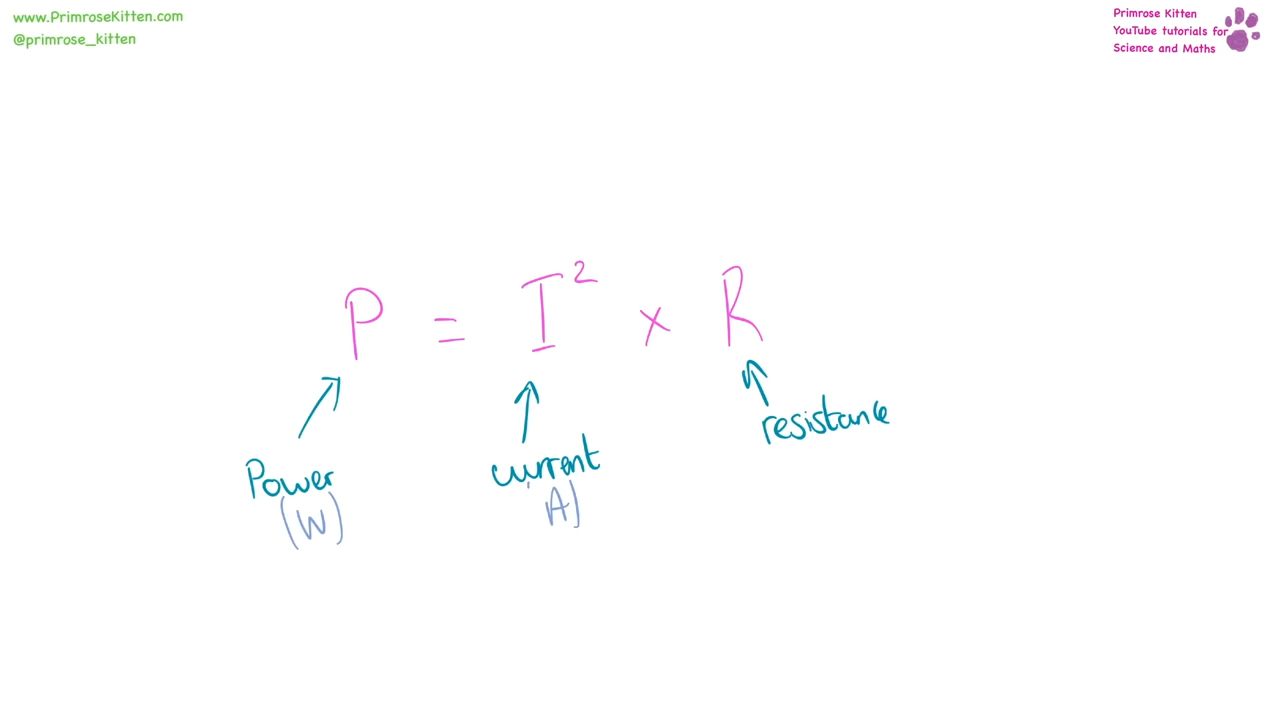 www.PrimroseKitten.com
@primrose_kitten
Primrose Kitten
YouTube tutorials for
Science and Maths
P = I² × R
Power
(W)
current
A)
resistance